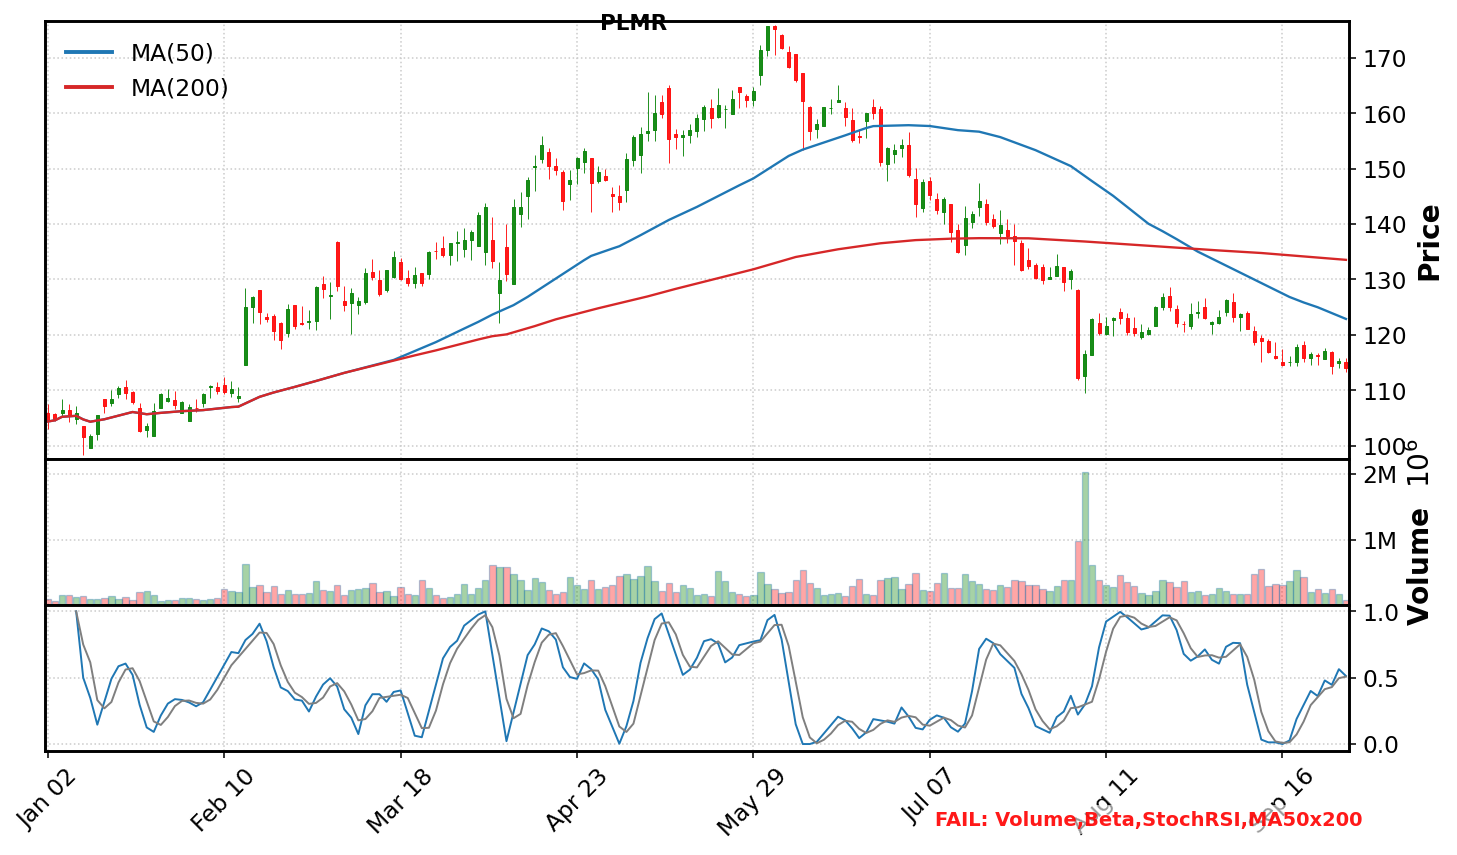 PLMR
MA(50)
MA(200)
170
160
150
140
130
120
110
100
Price
10⁶
2M
1M
Volume
1.0
0.5
0.0
Jan 02
Feb 10
Mar 18
Apr 23
May 29
Jul 07
Aug 11
Sep 16
FAIL: Volume,Beta,StochRSI,MA50x200